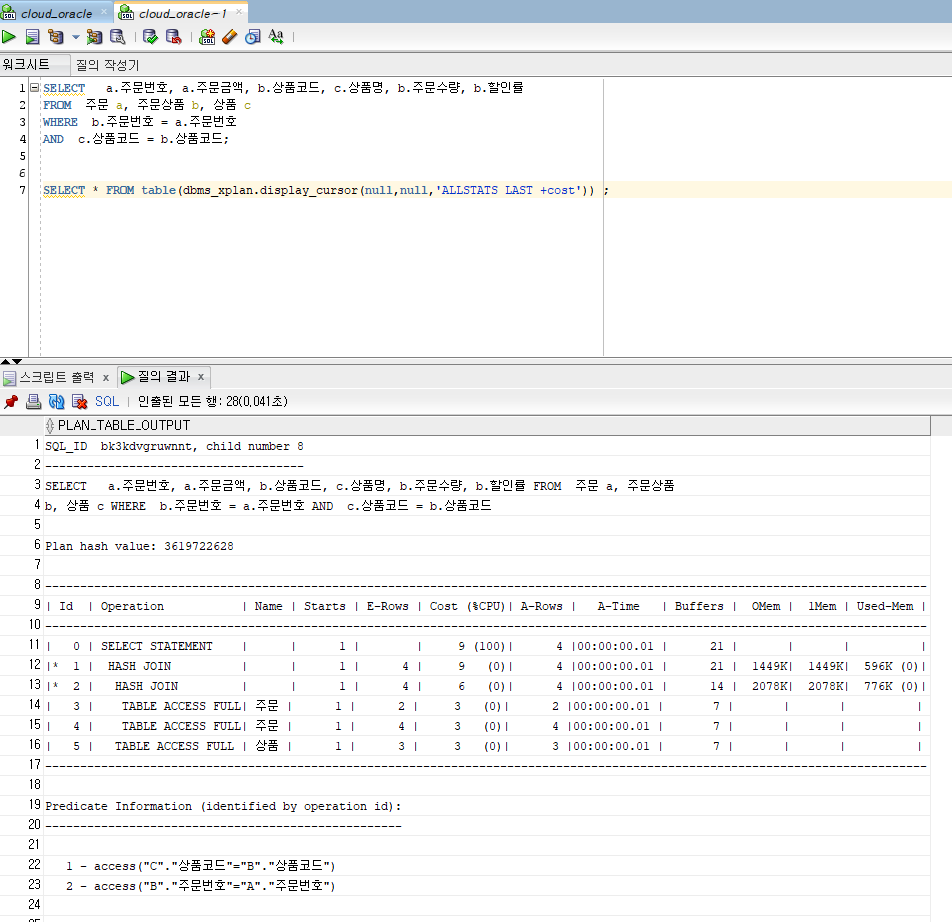 cloud_oracle × cloud_oracle~1 ×
워크시트 질의 작성기
1 SELECT a.주문번호, a.주문금액, b.상품코드, c.상품명, b.주문수량, b.할인률
2 FROM 주문 a, 주문상품 b, 상품 c
3 WHERE b.주문번호 = a.주문번호
4 AND c.상품코드 = b.상품코드;
5
6
7 SELECT * FROM table(dbms_xplan.display_cursor(null,null,'ALLSTATS LAST +cost')) ;
스크립트 출력 x 질의 결과 x
SQL | 인출된 모든 행: 28(0.041초)
PLAN_TABLE_OUTPUT
1 SQL_ID bk3kdvgruwnnt, child number 8
2 -------------------------------------
3 SELECT a.주문번호, a.주문금액, b.상품코드, c.상품명, b.주문수량, b.할인률 FROM 주문 a, 주문상품
4 b, 상품 c WHERE b.주문번호 = a.주문번호 AND c.상품코드 = b.상품코드
5
6 Plan hash value: 3619722628
7
8 ------------------------------------------------------------------------------------------------------------------------------
9 | Id | Operation | Name | Starts | E-Rows | Cost (%CPU)| A-Rows | A-Time | Buffers | OMem | 1Mem | Used-Mem |
10 ------------------------------------------------------------------------------------------------------------------------------
11 | 0 | SELECT STATEMENT | | 1 | | 9 (100)| 4 |00:00:00.01 | 21 | | | |
12 |* 1 | HASH JOIN | | 1 | 4 | 9 (0)| 4 |00:00:00.01 | 21 | 1449K| 1449K| 596K (0)|
13 |* 2 | HASH JOIN | | 1 | 4 | 6 (0)| 4 |00:00:00.01 | 14 | 2078K| 2078K| 776K (0)|
14 | 3 | TABLE ACCESS FULL| 주문 | 1 | 2 | 3 (0)| 2 |00:00:00.01 | 7 | | | |
15 | 4 | TABLE ACCESS FULL| 주문 | 1 | 4 | 3 (0)| 4 |00:00:00.01 | 7 | | | |
16 | 5 | TABLE ACCESS FULL | 상품 | 1 | 3 | 3 (0)| 3 |00:00:00.01 | 7 | | | |
17 ------------------------------------------------------------------------------------------------------------------------------
18
19 Predicate Information (identified by operation id):
20 ---------------------------------------------------
21
22 1 - access("C"."상품코드"="B"."상품코드")
23 2 - access("B"."주문번호"="A"."주문번호")
24